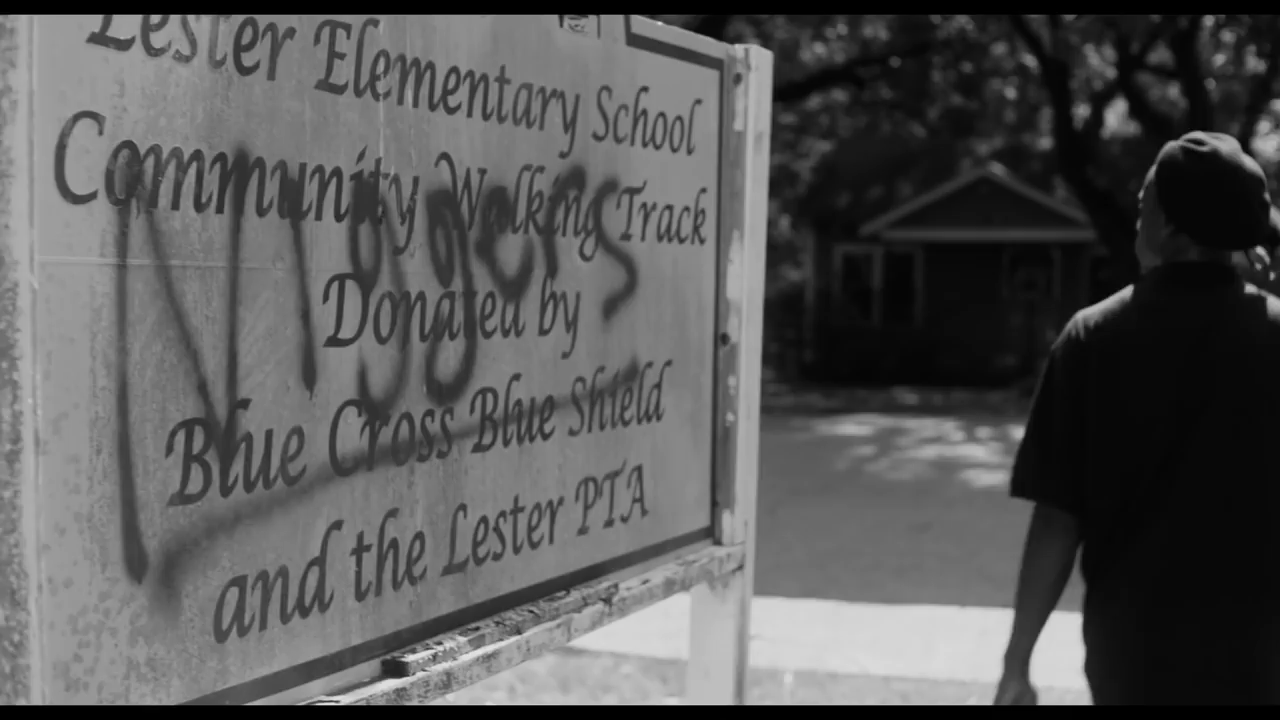 Lester Elementary School
Community Walking Track
Niggers
Donated by
Blue Cross Blue Shield
and the Lester PTA